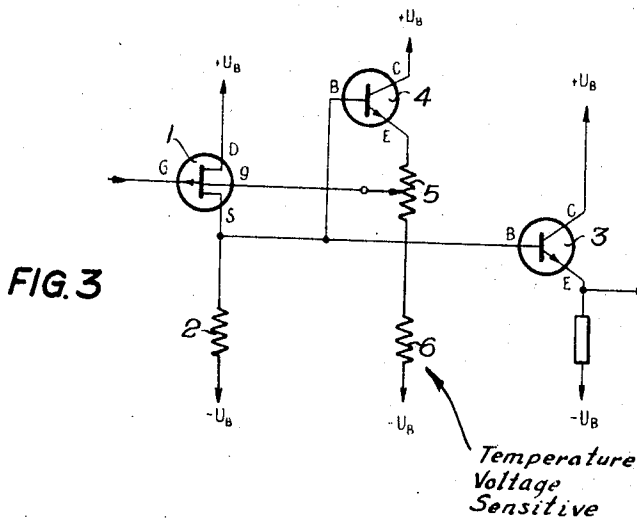 +U_B
+U_B
+U_B
B
C
4
E
1
D
G
g
S
5
B
C
3
E
FIG.3
2
6
-U_B
-U_B
-U_B
Temperature
Voltage
Sensitive